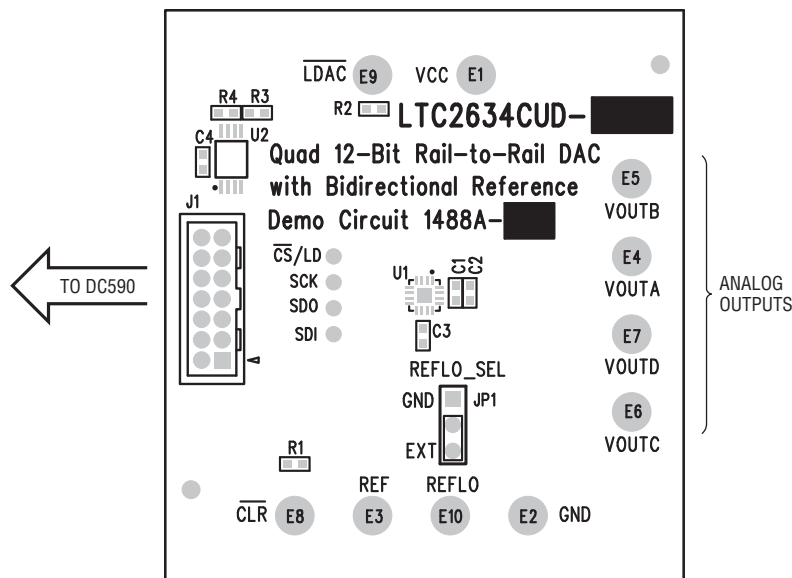 LDAC E9 VCC E1
R4 R3
R2 LTC2634CUD-
C4 U2
Quad 12-Bit Rail-to-Rail DAC
with Bidirectional Reference
Demo Circuit 1488A-
E5
VOUTB
J1
TO DC590
CS/LD
SCK
SDO
SDI
U1 C1 C2
C3
E4
VOUTA
ANALOG
OUTPUTS
E7
VOUTD
REFLO_SEL
GND JP1
EXT
E6
VOUTC
R1
REF REFLO
CLR E8 E3 E10 E2 GND